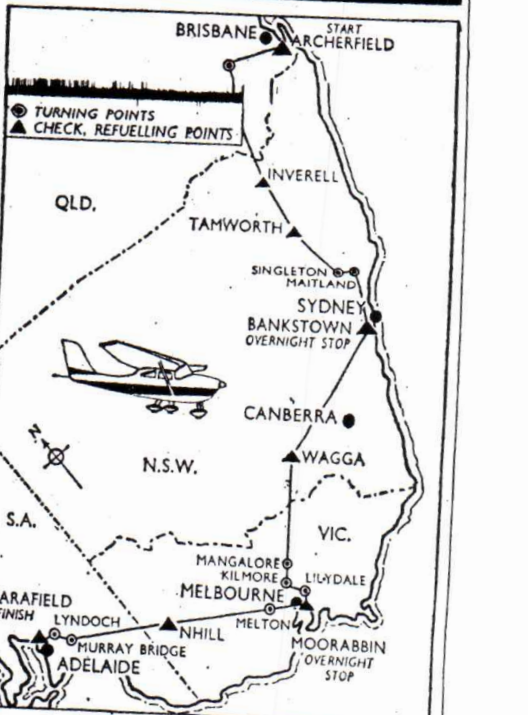 START
BRISBANE
ARCHERFIELD
TURNING POINTS
CHECK, REFUELLING POINTS
INVERELL
QLD.
TAMWORTH
SINGLETON
MAITLAND
SYDNEY
BANKSTOWN
OVERNIGHT STOP
CANBERRA
N
N.S.W.
WAGGA
S.A.
VIC.
MANGALORE
KILMORE
LILYDALE
MELBOURNE
ARAFIELD
FINISH
LYNDOCH
MELTON
NHILL
MURRAY BRIDGE
MOORABBIN
OVERNIGHT
STOP
ADELAIDE